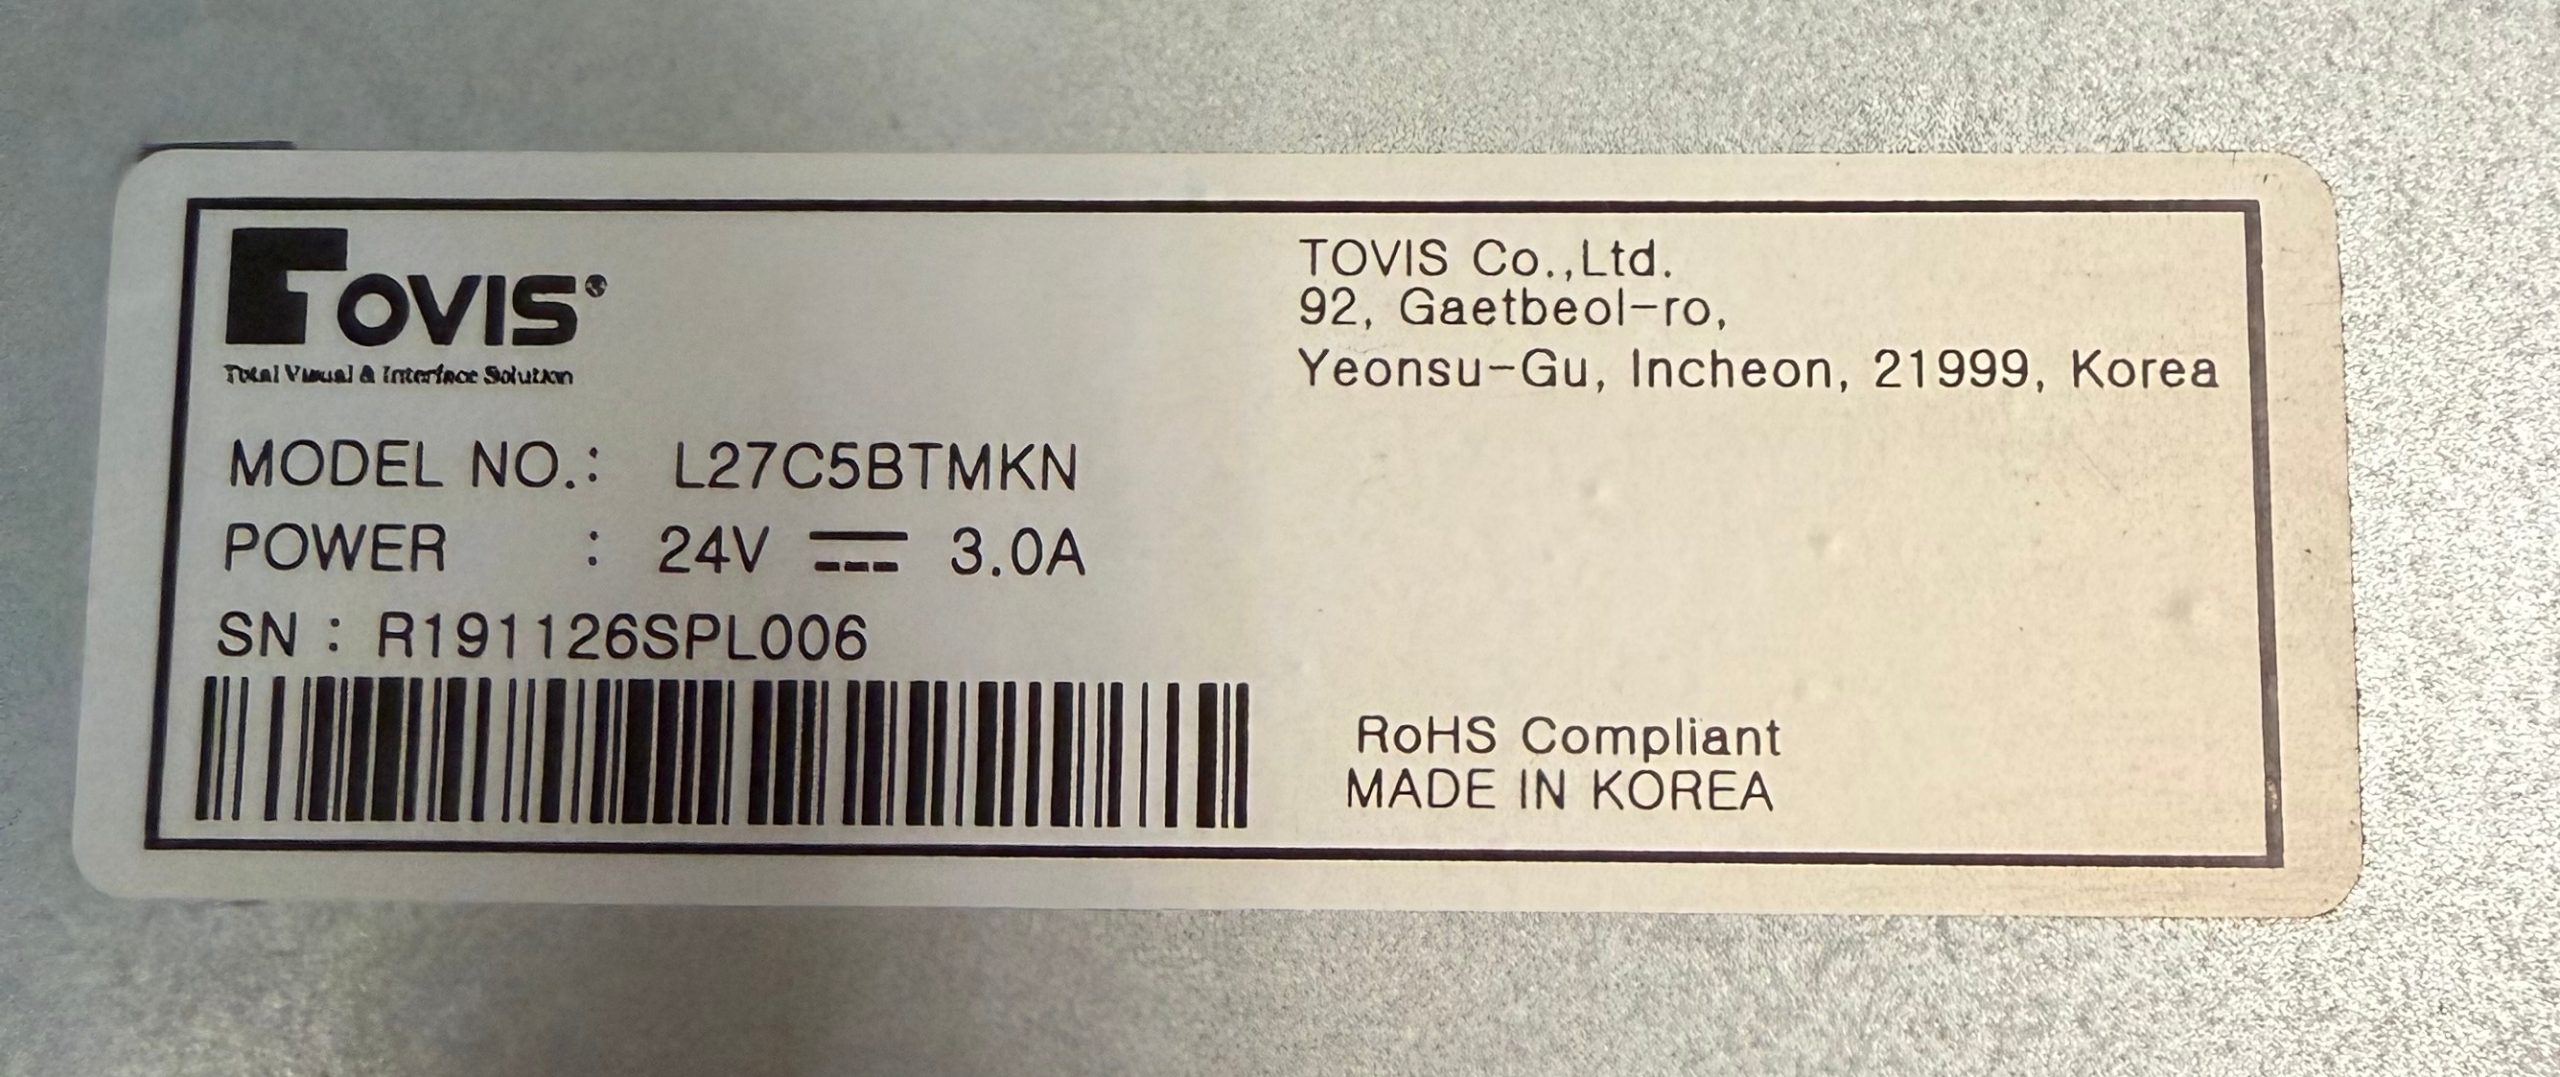 TOVIS®
Total Visual & Interface Solution
TOVIS Co.,Ltd.
92, Gaetbeol-ro,
Yeonsu-Gu, Incheon, 21999, Korea
MODEL NO.: L27C5BTMKN
POWER : 24V ⎓ 3.0A
SN : R191126SPL006
RoHS Compliant
MADE IN KOREA